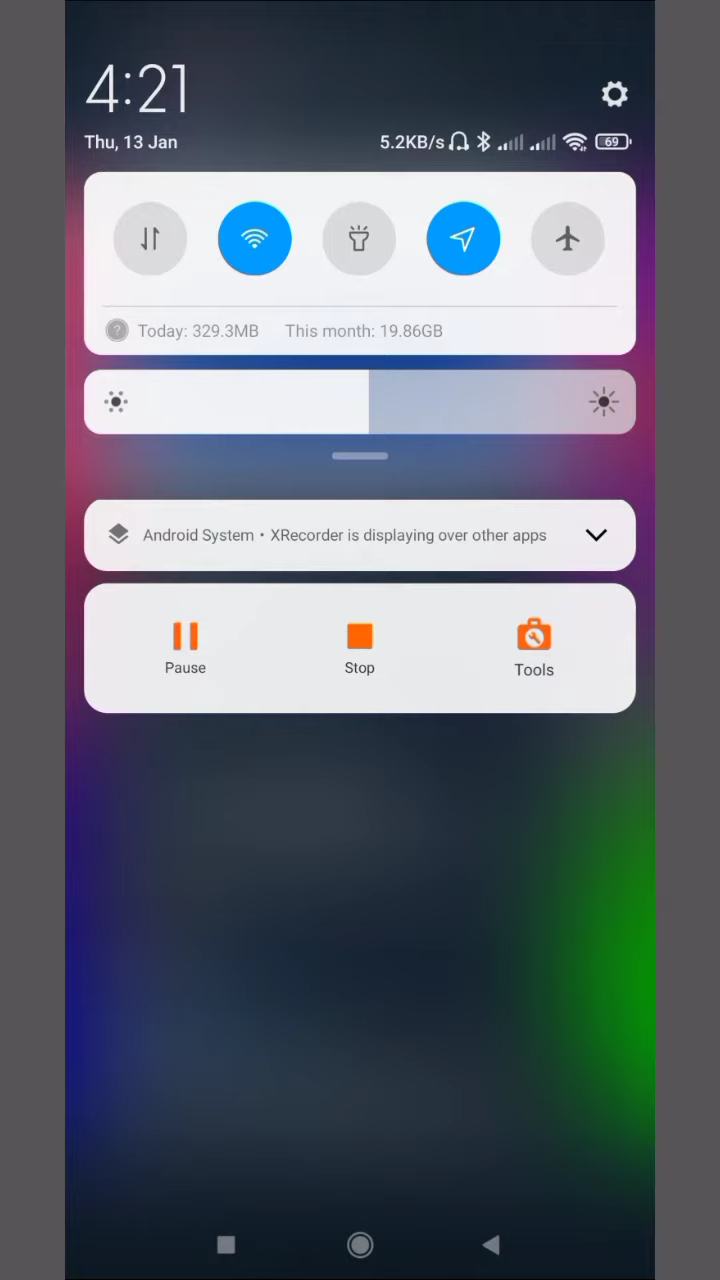 4:21
Thu, 13 Jan 5.2KB/s 69
? Today: 329.3MB This month: 19.86GB
Android System • XRecorder is displaying over other apps
Pause Stop Tools